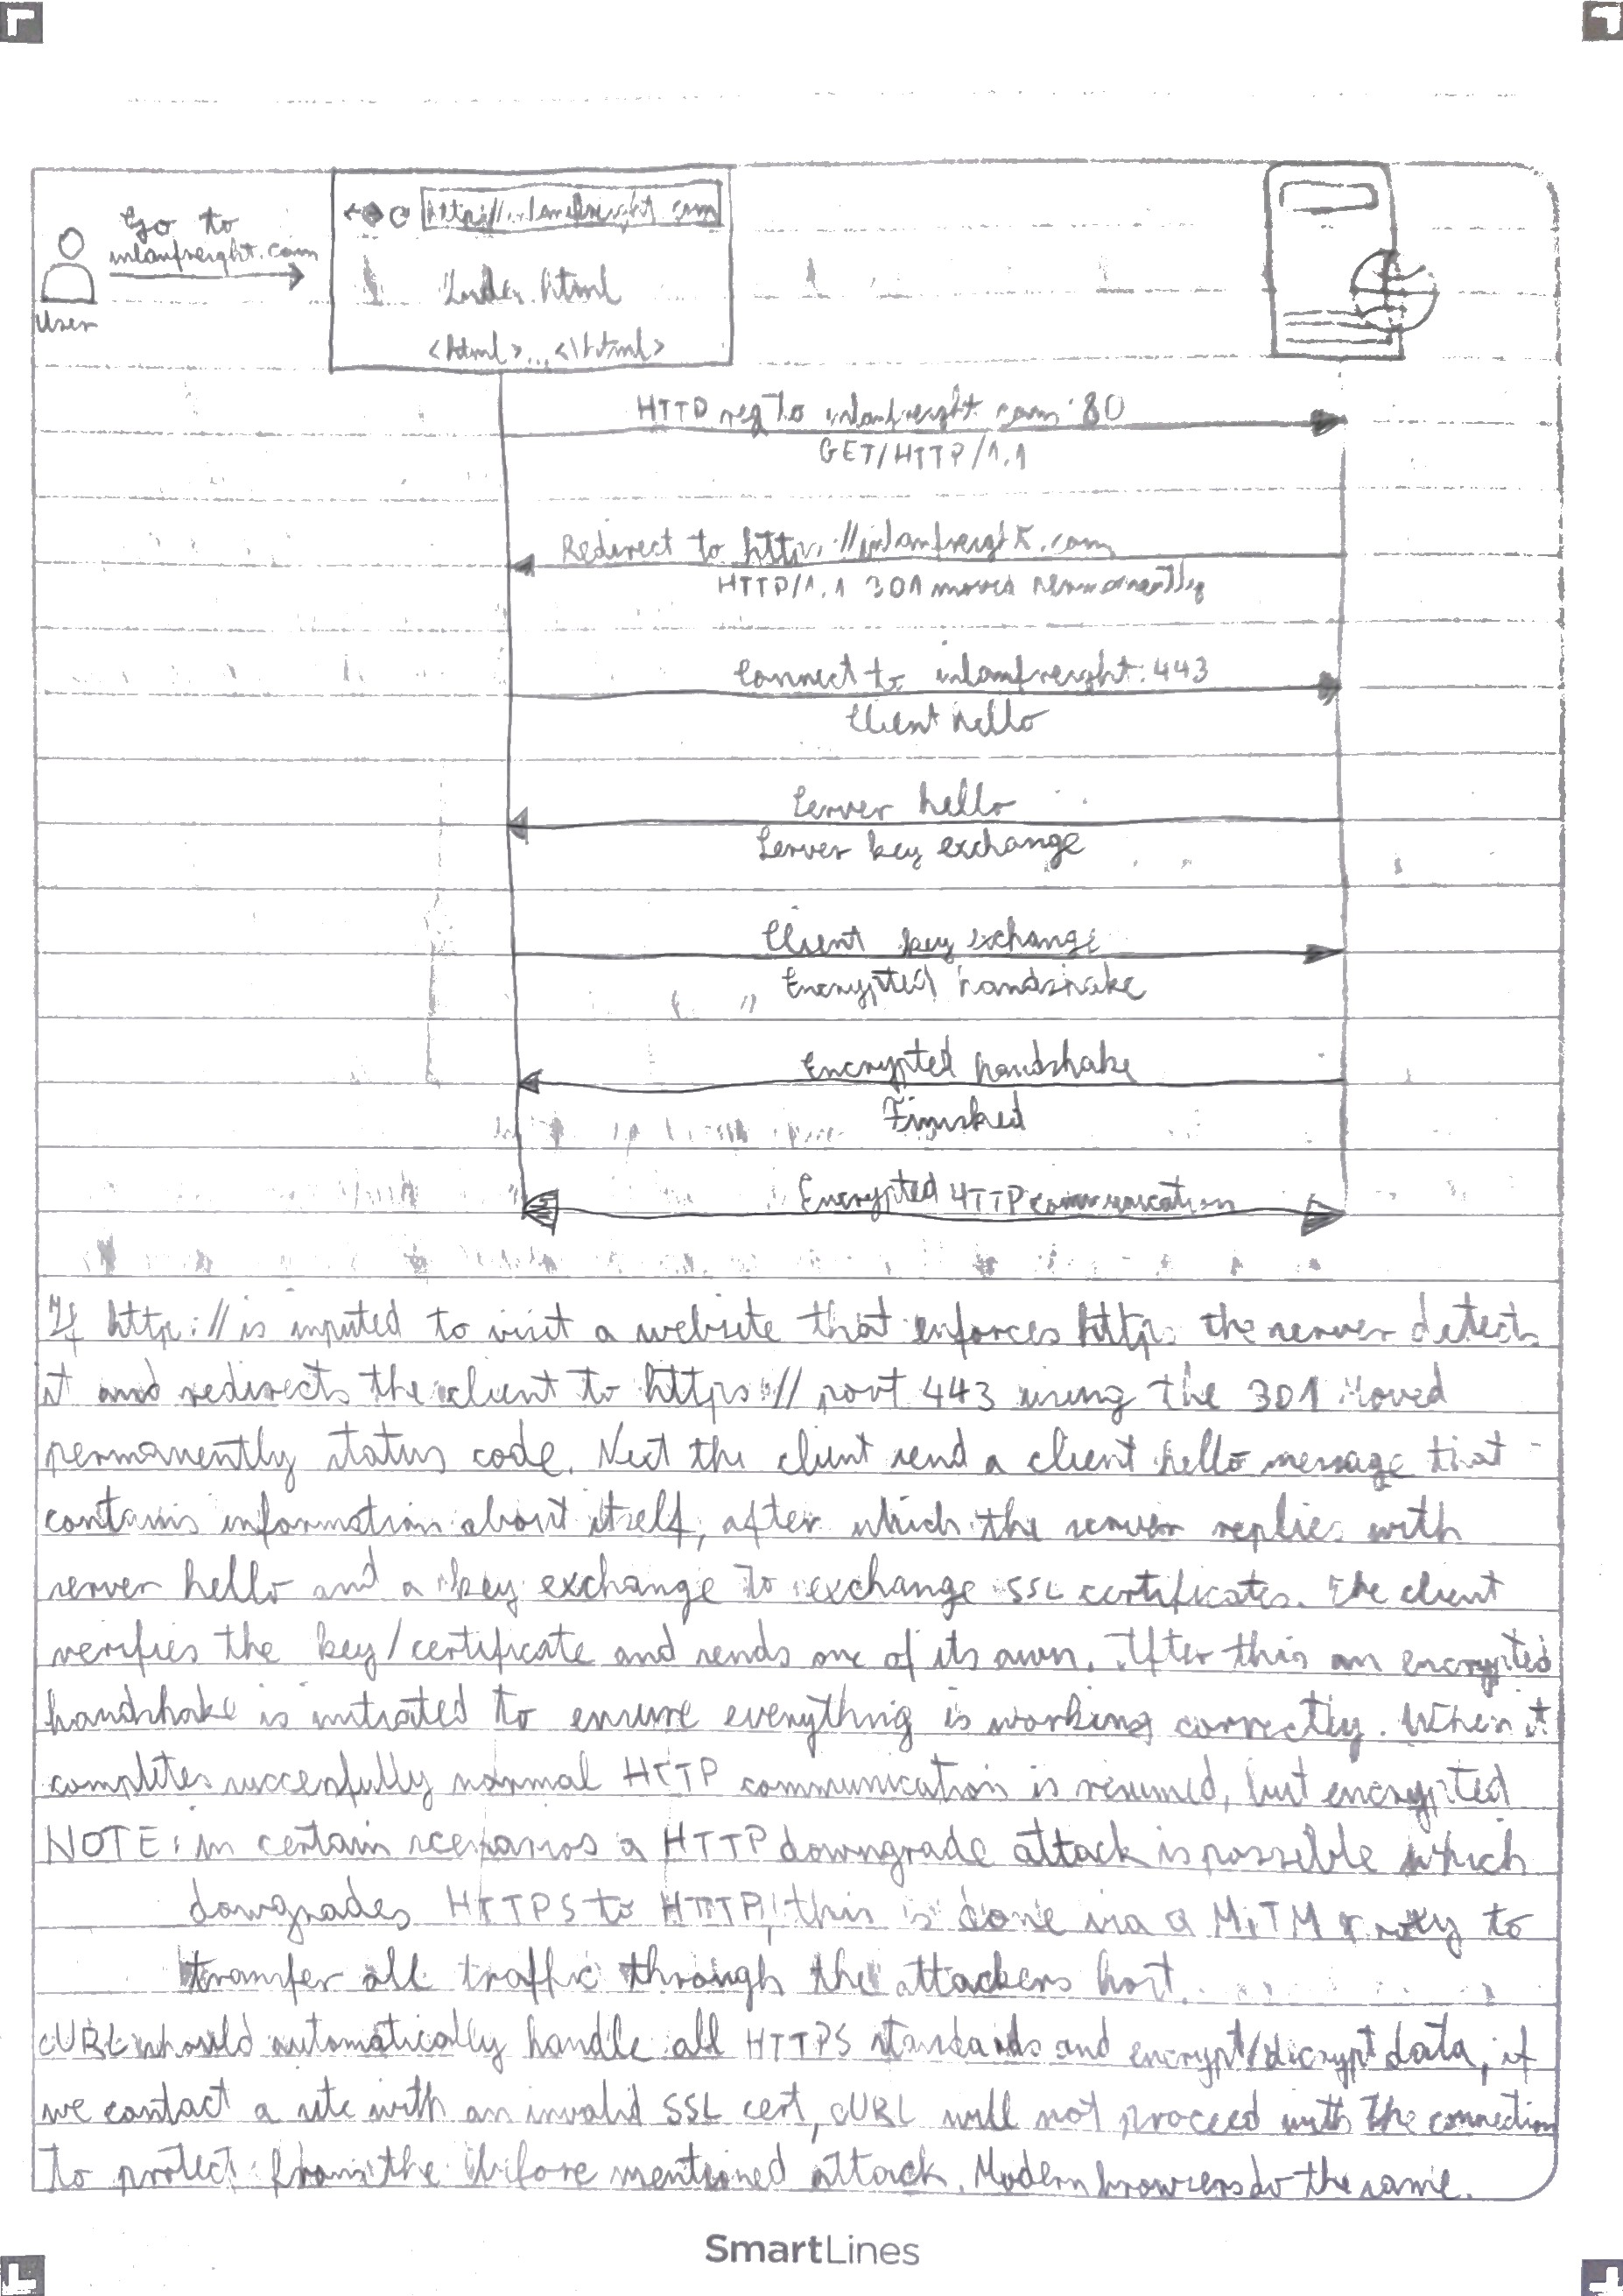 Go to
inlanfreight.com
User
http://inlanefreight.com
Index.html
<html>...<\html>
HTTP req to inlanfreight.com:80
GET/HTTP/1.1
Redirect to https://inlanfreight.com
HTTP/1.1 301 moved permanently
Connect to inlanfreight:443
Client hello
Server hello
Server key exchange
Client key exchange
Encrypted handshake
Encrypted handshake
Finished
Encrypted HTTP communication
If http:// is inputed to visit a website that enforces https the server detects
it and redirects the client to https:// port 443 using the 301 Moved
permanently status code. Next the client send a client hello message that
contains information about itself, after which the server replies with
server hello and a key exchange to exchange SSL certificates. The client
verifies the key/certificate and sends one of its own. After this an encrypted
handshake is initiated to ensure everything is working correctly. When it
completes succesfully normal HTTP communication is resumed, but encrypted
NOTE: in certain scenarios a HTTP downgrade attack is possible which
dowgrades HTTPS to HTTP, this is done via a MiTM proxy to
transfer all traffic through the attackers host.
cURL should automatically handle all HTTPS standards and encrypt/decrypt data, if
we contact a site with an invalid SSL cert, cURL will not proceed with the connection
to protect from the before mentioned attack. Modern browsers do the same.
SmartLines